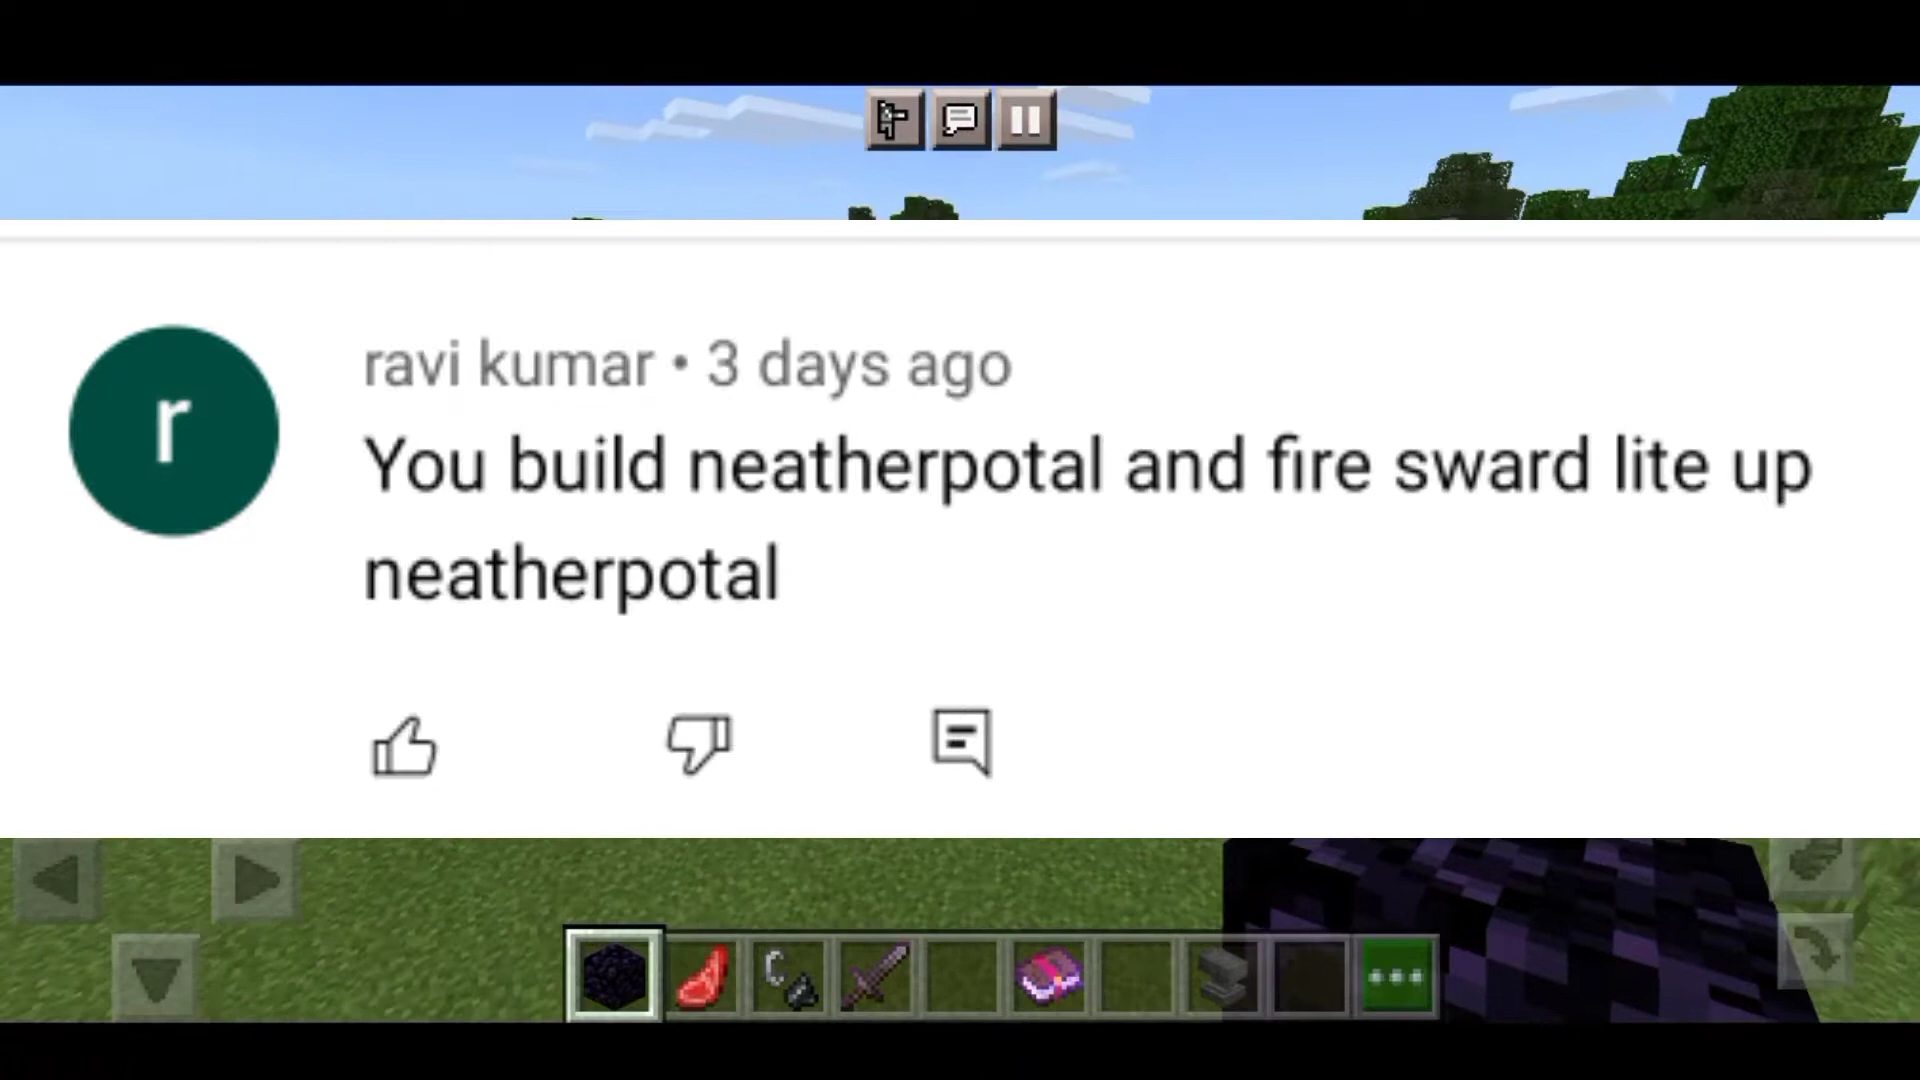 r
ravi kumar • 3 days ago
You build neatherpotal and fire sward lite up
neatherpotal